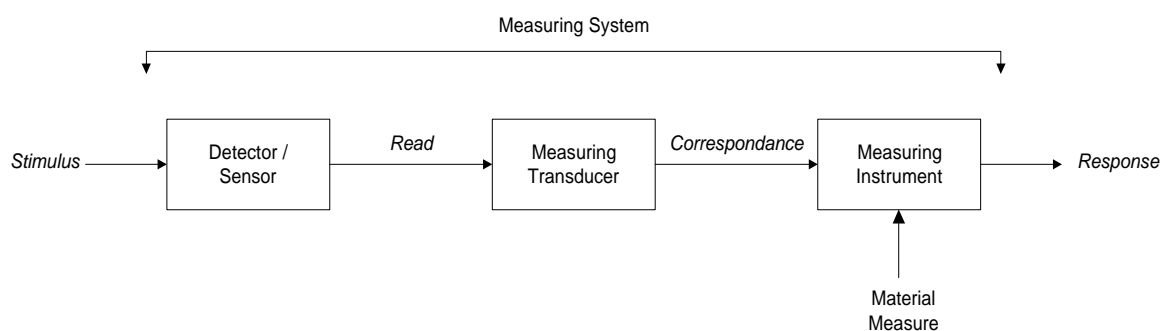 Measuring System
Stimulus
Detector /
Sensor
Read
Measuring
Transducer
Correspondance
Measuring
Instrument
Response
Material
Measure